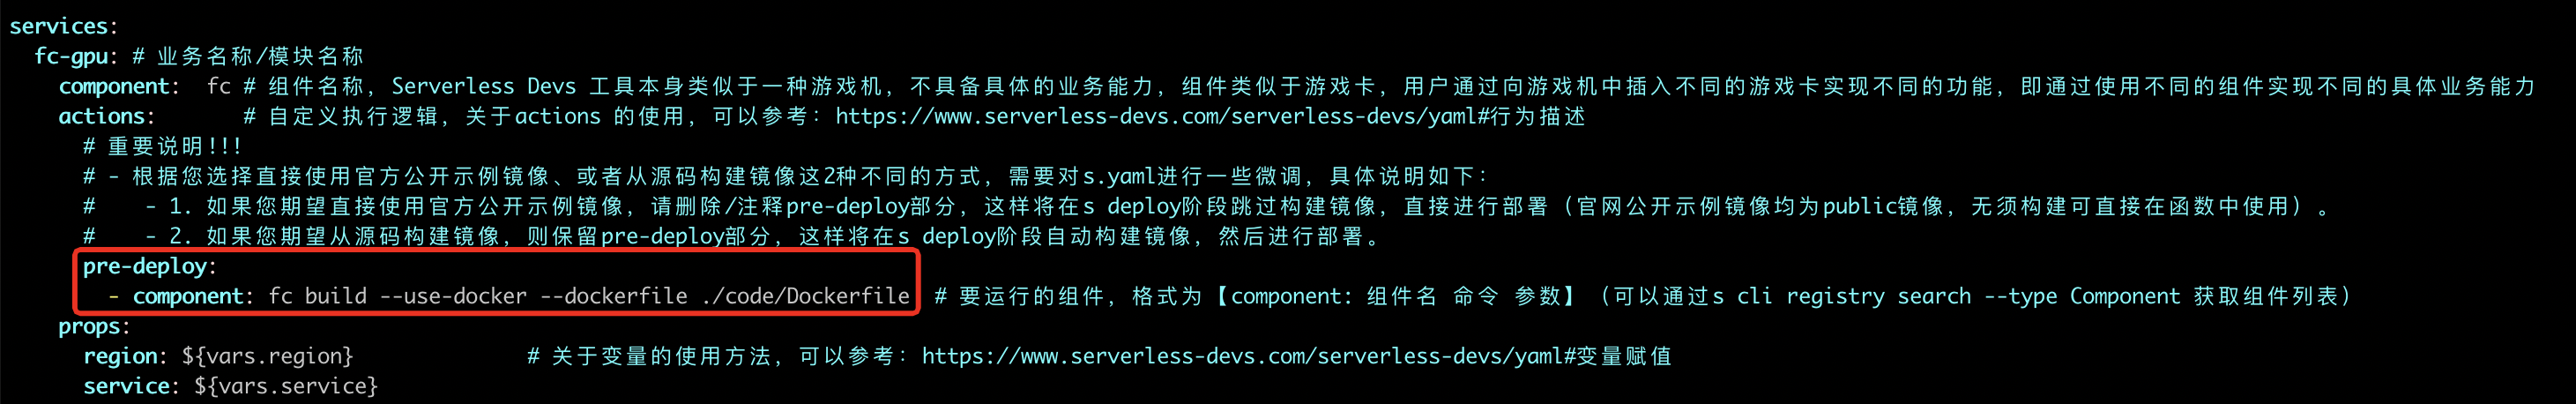 services:
  fc-gpu: # 业务名称/模块名称
    component:  fc # 组件名称，Serverless Devs 工具本身类似于一种游戏机，不具备具体的业务能力，组件类似于游戏卡，用户通过向游戏机中插入不同的游戏卡实现不同的功能，即通过使用不同的组件实现不同的具体业务能力
    actions:       # 自定义执行逻辑，关于actions 的使用，可以参考：https://www.serverless-devs.com/serverless-devs/yaml#行为描述
      # 重要说明!!!
      # - 根据您选择直接使用官方公开示例镜像、或者从源码构建镜像这2种不同的方式，需要对s.yaml进行一些微调，具体说明如下：
      #    - 1. 如果您期望直接使用官方公开示例镜像，请删除/注释pre-deploy部分，这样将在s deploy阶段跳过构建镜像，直接进行部署（官网公开示例镜像均为public镜像，无须构建可直接在函数中使用）。
      #    - 2. 如果您期望从源码构建镜像，则保留pre-deploy部分，这样将在s deploy阶段自动构建镜像，然后进行部署。
      pre-deploy:
        - component: fc build --use-docker --dockerfile ./code/Dockerfile  # 要运行的组件，格式为【component: 组件名 命令 参数】（可以通过s cli registry search --type Component 获取组件列表）
    props:
      region: ${vars.region}              # 关于变量的使用方法，可以参考：https://www.serverless-devs.com/serverless-devs/yaml#变量赋值
      service: ${vars.service}